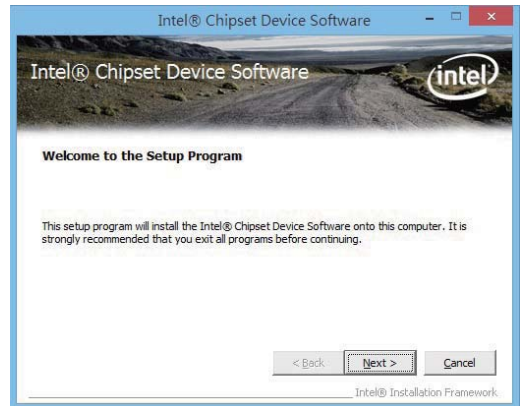 Intel® Chipset Device Software
Intel® Chipset Device Software
intel
Welcome to the Setup Program
This setup program will install the Intel® Chipset Device Software onto this computer. It is
strongly recommended that you exit all programs before continuing.
< Back Next > Cancel
Intel® Installation Framework